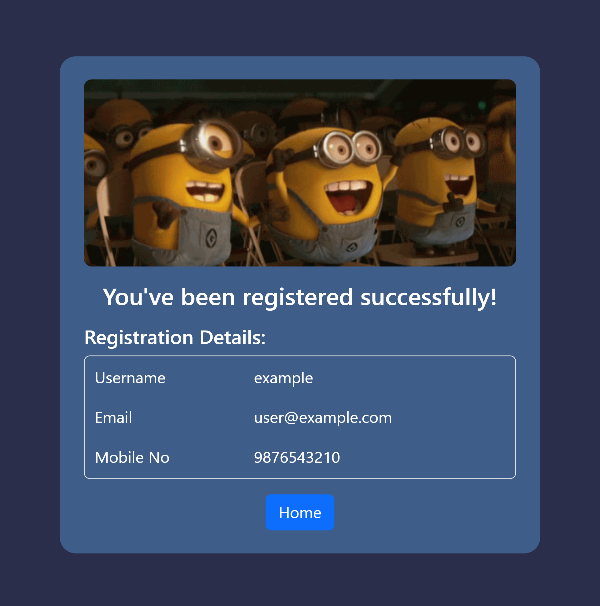 You've been registered successfully!
Registration Details:
Username example
Email user@example.com
Mobile No 9876543210
Home